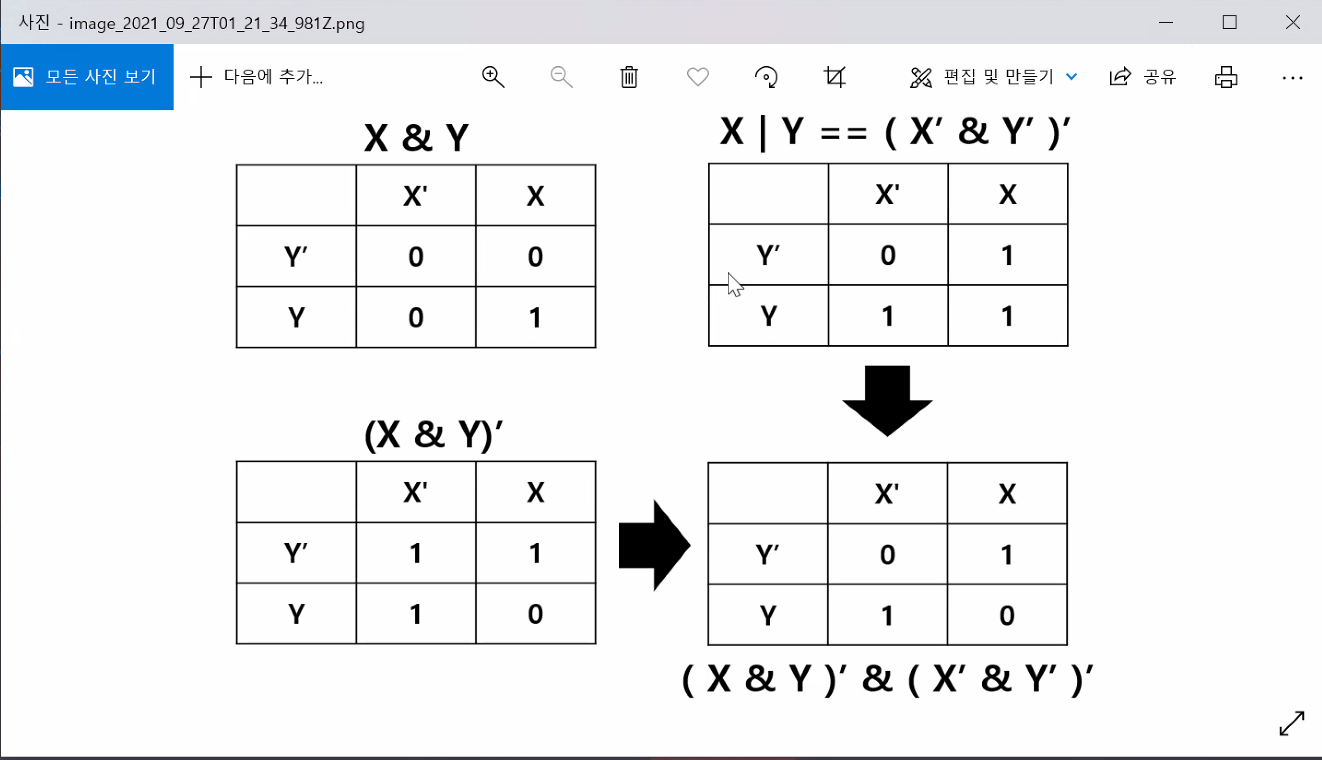 사진 - image_2021_09_27T01_21_34_981Z.png
모든 사진 보기 다음에 추가... 편집 및 만들기 공유
X & Y
X' X
Y′ 0 0
Y 0 1
X | Y == ( X′ & Y′ )′
X' X
Y′ 0 1
Y 1 1
(X & Y)′
X' X
Y′ 1 1
Y 1 0
X' X
Y′ 0 1
Y 1 0
( X & Y )′ & ( X′ & Y′ )′